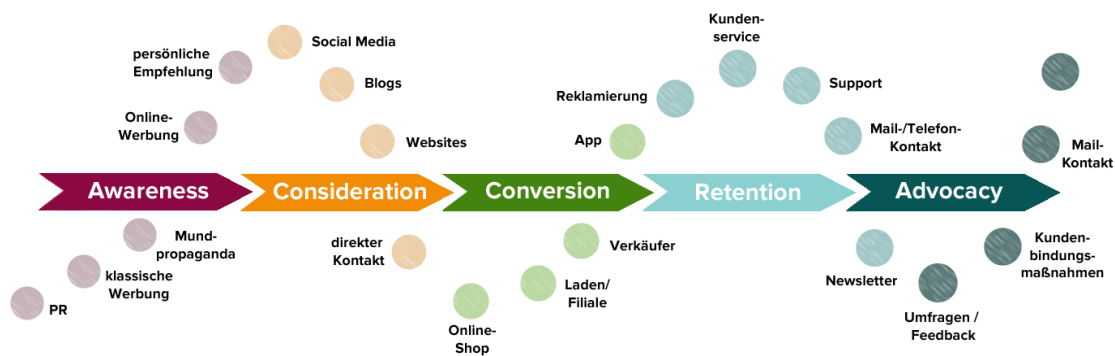 persönliche
Empfehlung
Social Media
Blogs
Online-
Werbung
Websites
Kunden-
service
Reklamierung
Support
App
Mail-/Telefon-
Kontakt
Mail-
Kontakt
Awareness
Consideration
Conversion
Retention
Advocacy
Mund-
propaganda
klassische
Werbung
PR
direkter
Kontakt
Online-
Shop
Laden/
Filiale
Verkäufer
Newsletter
Umfragen /
Feedback
Kunden-
bindungs-
maßnahmen